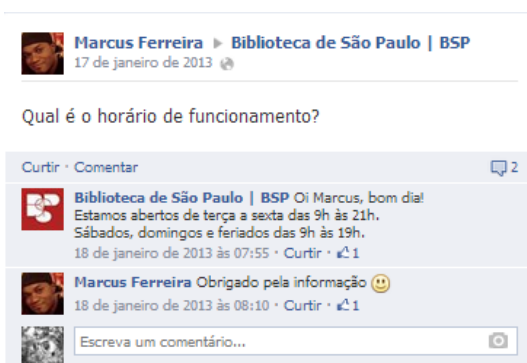 Marcus Ferreira ▸ Biblioteca de São Paulo | BSP
17 de janeiro de 2013
Qual é o horário de funcionamento?
Curtir · Comentar 2
Biblioteca de São Paulo | BSP Oi Marcus, bom dia!
Estamos abertos de terça a sexta das 9h às 21h.
Sábados, domingos e feriados das 9h às 19h.
18 de janeiro de 2013 às 07:55 · Curtir · 1
Marcus Ferreira Obrigado pela informação
18 de janeiro de 2013 às 08:10 · Curtir · 1
Escreva um comentário...